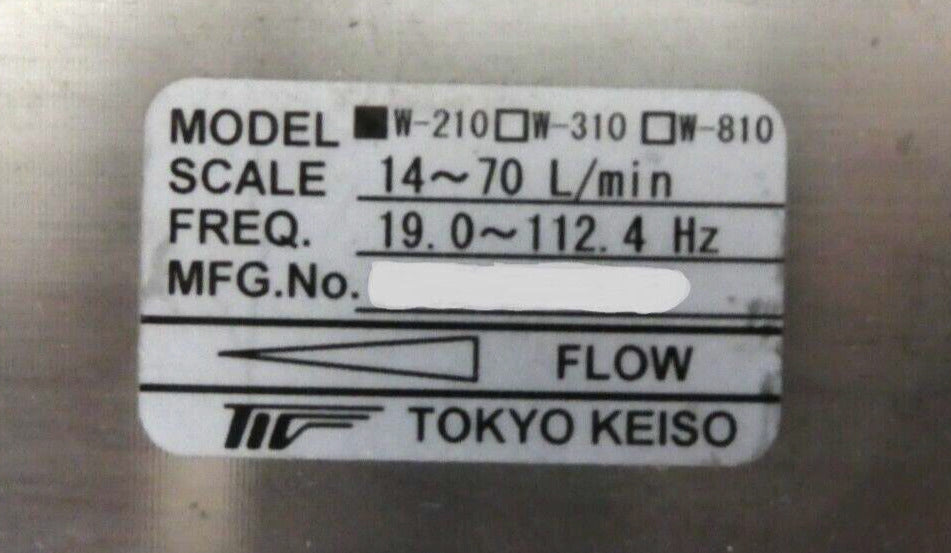 MODEL ■W-210 □W-310 □W-810
SCALE 14~70 L/min
FREQ. 19.0~112.4 Hz
MFG.No.
FLOW
TOKYO KEISO